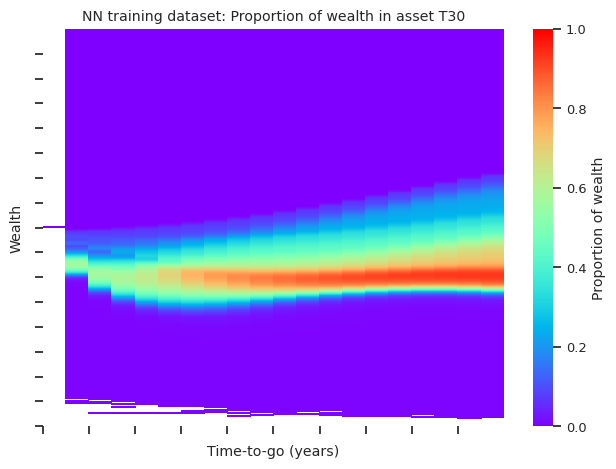 NN training dataset: Proportion of wealth in asset T30
Wealth
Time-to-go (years)
1.0
0.8
0.6
0.4
0.2
0.0
Proportion of wealth